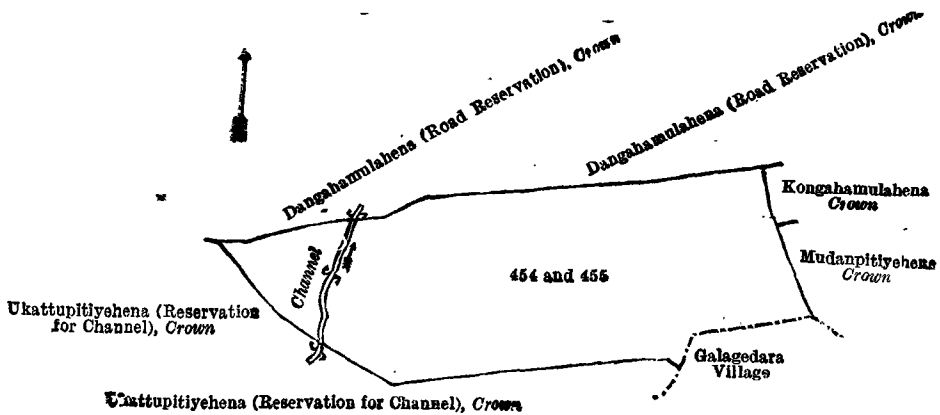 Dangahamulahena (Road Reservation), Crown
Dangahamulahena (Road Reservation), Crown
Kongahamulahena
Crown
Mudanpitiyehena
Crown
Channel
454 and 455
Ukattupitiyehena (Reservation
for Channel), Crown
Galagedara
Village
Ukattupitiyehena (Reservation for Channel), Crown